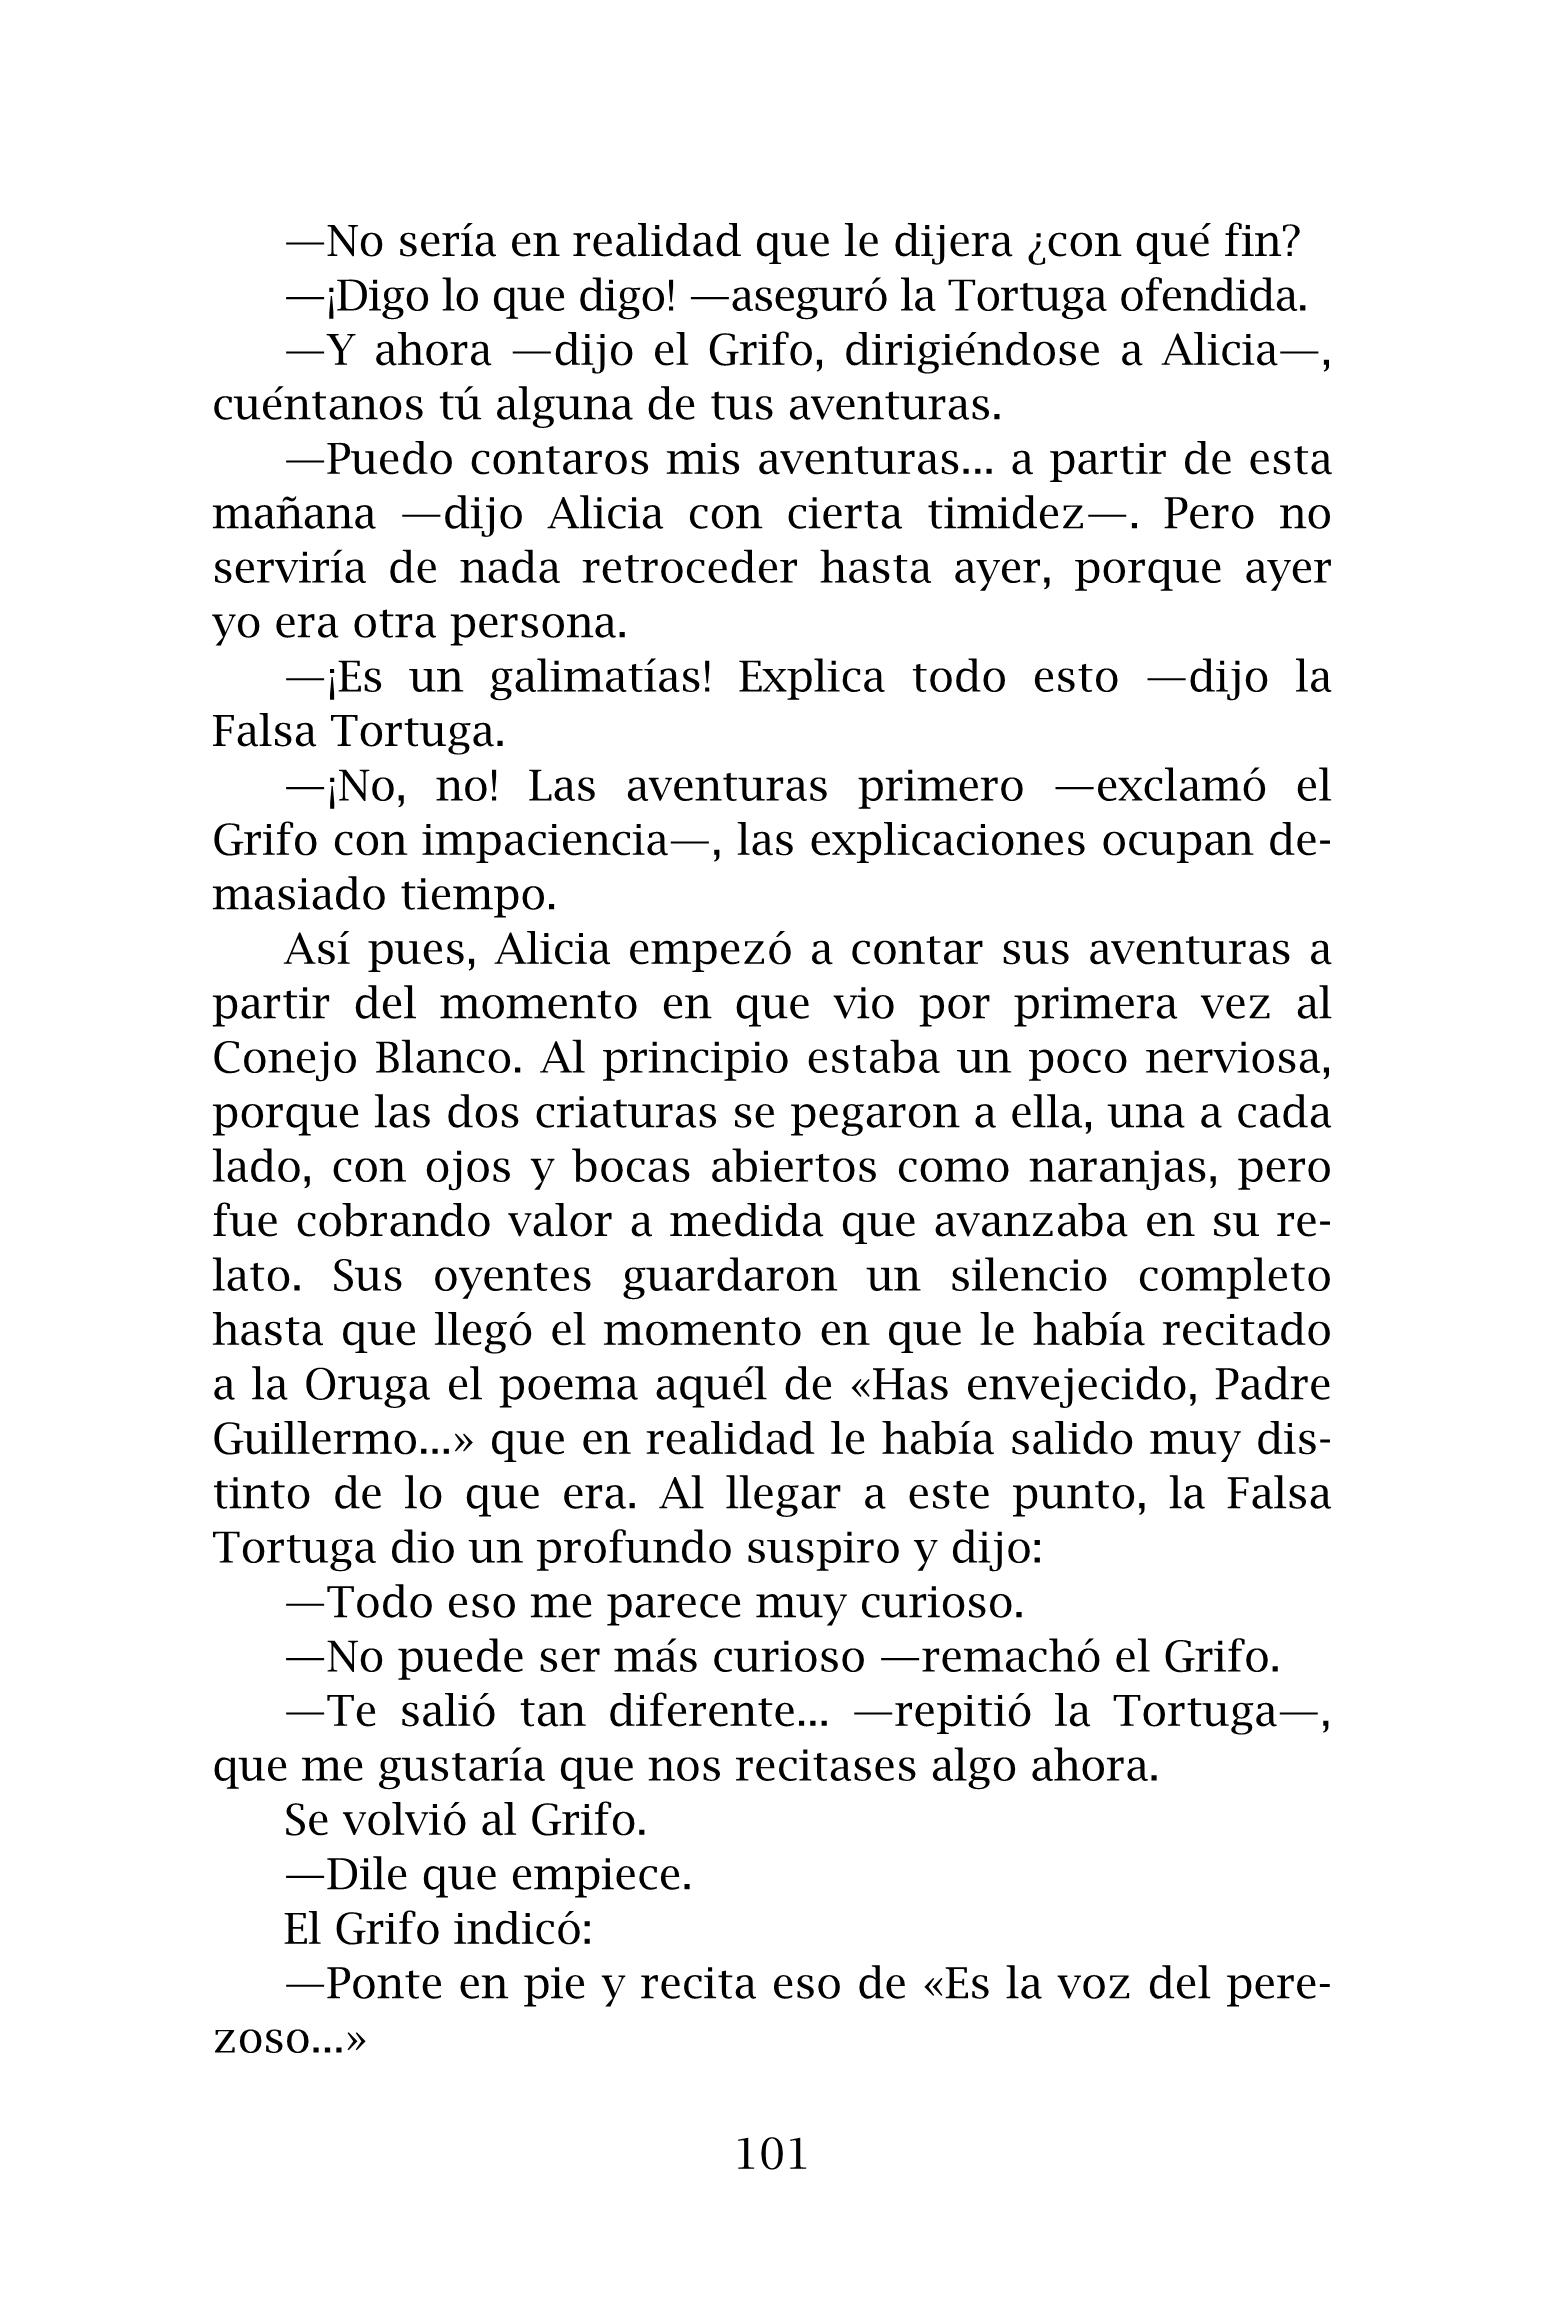 —No sería en realidad que le dijera ¿con qué fin?
—¡Digo lo que digo! —aseguró la Tortuga ofendida.
—Y ahora —dijo el Grifo, dirigiéndose a Alicia—,
cuéntanos tú alguna de tus aventuras.
—Puedo contaros mis aventuras... a partir de esta
mañana —dijo Alicia con cierta timidez—. Pero no
serviría de nada retroceder hasta ayer, porque ayer
yo era otra persona.
—¡Es un galimatías! Explica todo esto —dijo la
Falsa Tortuga.
—¡No, no! Las aventuras primero —exclamó el
Grifo con impaciencia—, las explicaciones ocupan de-
masiado tiempo.
Así pues, Alicia empezó a contar sus aventuras a
partir del momento en que vio por primera vez al
Conejo Blanco. Al principio estaba un poco nerviosa,
porque las dos criaturas se pegaron a ella, una a cada
lado, con ojos y bocas abiertos como naranjas, pero
fue cobrando valor a medida que avanzaba en su re-
lato. Sus oyentes guardaron un silencio completo
hasta que llegó el momento en que le había recitado
a la Oruga el poema aquél de «Has envejecido, Padre
Guillermo...» que en realidad le había salido muy dis-
tinto de lo que era. Al llegar a este punto, la Falsa
Tortuga dio un profundo suspiro y dijo:
—Todo eso me parece muy curioso.
—No puede ser más curioso —remachó el Grifo.
—Te salió tan diferente... —repitió la Tortuga—,
que me gustaría que nos recitases algo ahora.
Se volvió al Grifo.
—Dile que empiece.
El Grifo indicó:
—Ponte en pie y recita eso de «Es la voz del pere-
zoso...»
101